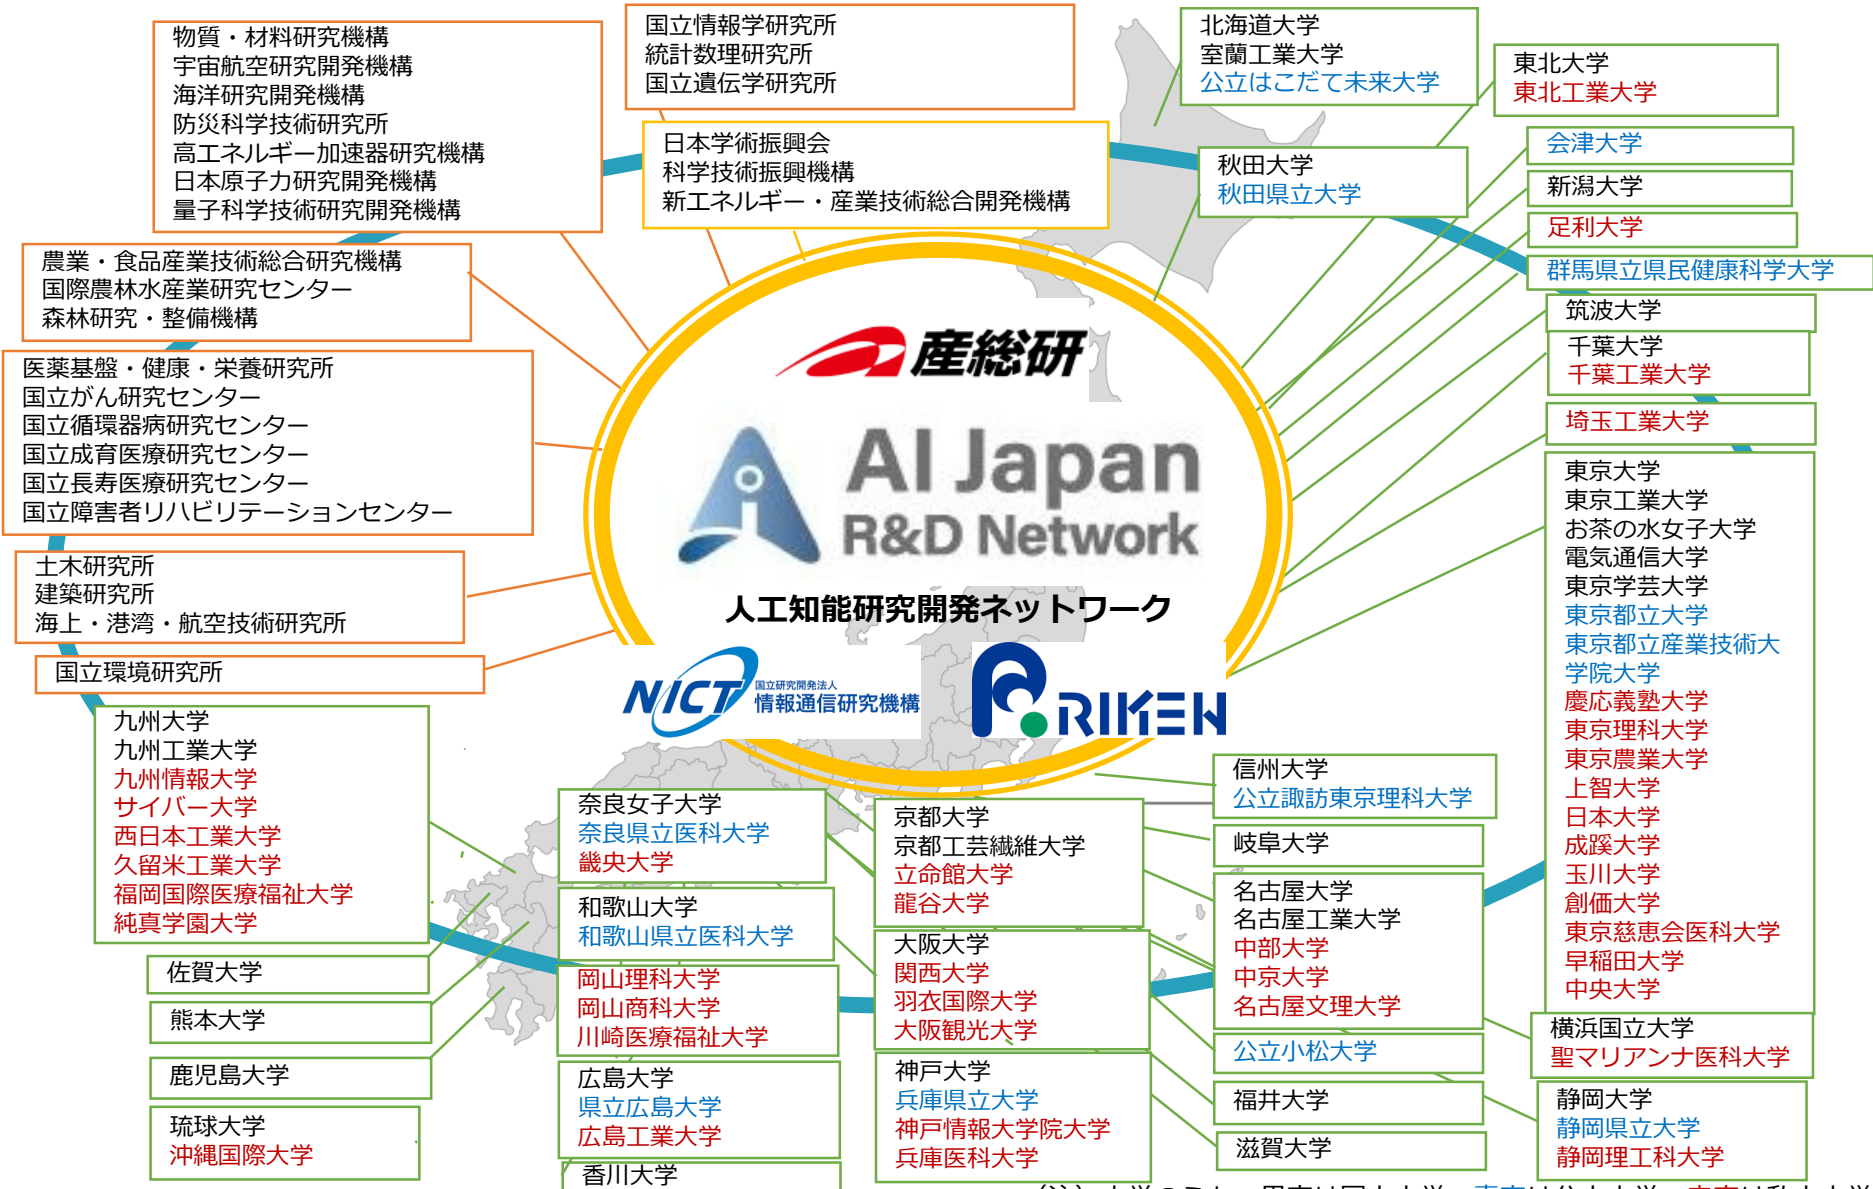 物質・材料研究機構
宇宙航空研究開発機構
海洋研究開発機構
防災科学技術研究所
高エネルギー加速器研究機構
日本原子力研究開発機構
量子科学技術研究開発機構
国立情報学研究所
統計数理研究所
国立遺伝学研究所
日本学術振興会
科学技術振興機構
新エネルギー・産業技術総合開発機構
北海道大学
室蘭工業大学
公立はこだて未来大学
東北大学
東北工業大学
秋田大学
秋田県立大学
会津大学
新潟大学
足利大学
群馬県立県民健康科学大学
筑波大学
千葉大学
千葉工業大学
埼玉工業大学
農業・食品産業技術総合研究機構
国際農林水産業研究センター
森林研究・整備機構
医薬基盤・健康・栄養研究所
国立がん研究センター
国立循環器病研究センター
国立成育医療研究センター
国立長寿医療研究センター
国立障害者リハビリテーションセンター
土木研究所
建築研究所
海上・港湾・航空技術研究所
国立環境研究所
産総研
AI Japan
R&D Network
人工知能研究開発ネットワーク
NICT
国立研究開発法人
情報通信研究機構
RIKEN
東京大学
東京工業大学
お茶の水女子大学
電気通信大学
東京学芸大学
東京都立大学
東京都立産業技術大
学院大学
慶応義塾大学
東京理科大学
東京農業大学
上智大学
日本大学
成蹊大学
玉川大学
創価大学
東京慈恵会医科大学
早稲田大学
中央大学
九州大学
九州工業大学
九州情報大学
サイバー大学
西日本工業大学
久留米工業大学
福岡国際医療福祉大学
純真学園大学
佐賀大学
熊本大学
鹿児島大学
琉球大学
沖縄国際大学
奈良女子大学
奈良県立医科大学
畿央大学
和歌山大学
和歌山県立医科大学
岡山理科大学
岡山商科大学
川崎医療福祉大学
広島大学
県立広島大学
広島工業大学
香川大学
京都大学
京都工芸繊維大学
立命館大学
龍谷大学
大阪大学
関西大学
羽衣国際大学
大阪観光大学
神戸大学
兵庫県立大学
神戸情報大学院大学
兵庫医科大学
信州大学
公立諏訪東京理科大学
岐阜大学
名古屋大学
名古屋工業大学
中部大学
中京大学
名古屋文理大学
公立小松大学
福井大学
滋賀大学
横浜国立大学
聖マリアンナ医科大学
静岡大学
静岡県立大学
静岡理工科大学